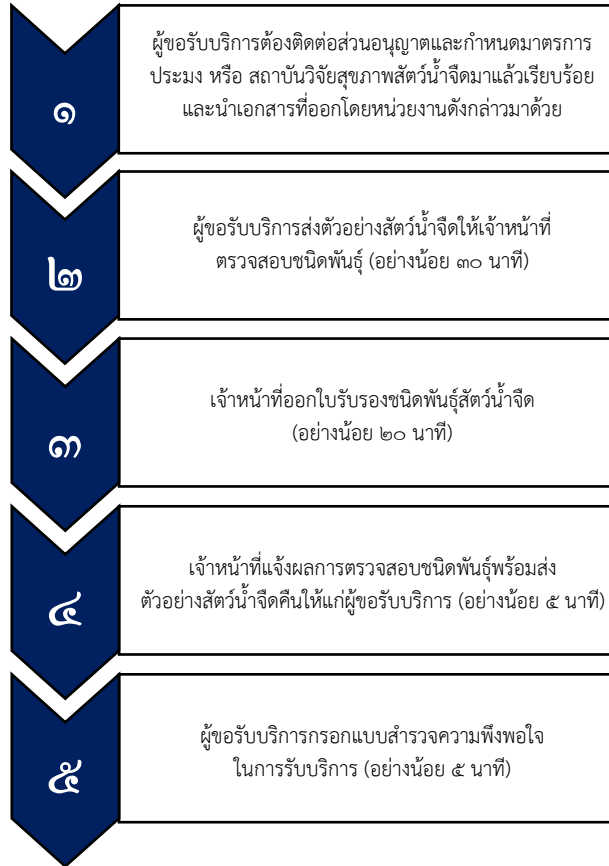 ๑
ผู้ขอรับบริการต้องติดต่อส่วนอนุญาตและกำหนดมาตรการ
ประมง หรือ สถาบันวิจัยสุขภาพสัตว์น้ำจืดมาแล้วเรียบร้อย
และนำเอกสารที่ออกโดยหน่วยงานดังกล่าวมาด้วย
๒
ผู้ขอรับบริการส่งตัวอย่างสัตว์น้ำจืดให้เจ้าหน้าที่
ตรวจสอบชนิดพันธุ์ (อย่างน้อย ๓๐ นาที)
๓
เจ้าหน้าที่ออกใบรับรองชนิดพันธุ์สัตว์น้ำจืด
(อย่างน้อย ๒๐ นาที)
๔
เจ้าหน้าที่แจ้งผลการตรวจสอบชนิดพันธุ์พร้อมส่ง
ตัวอย่างสัตว์น้ำจืดคืนให้แก่ผู้ขอรับบริการ (อย่างน้อย ๕ นาที)
๕
ผู้ขอรับบริการกรอกแบบสำรวจความพึงพอใจ
ในการรับบริการ (อย่างน้อย ๕ นาที)